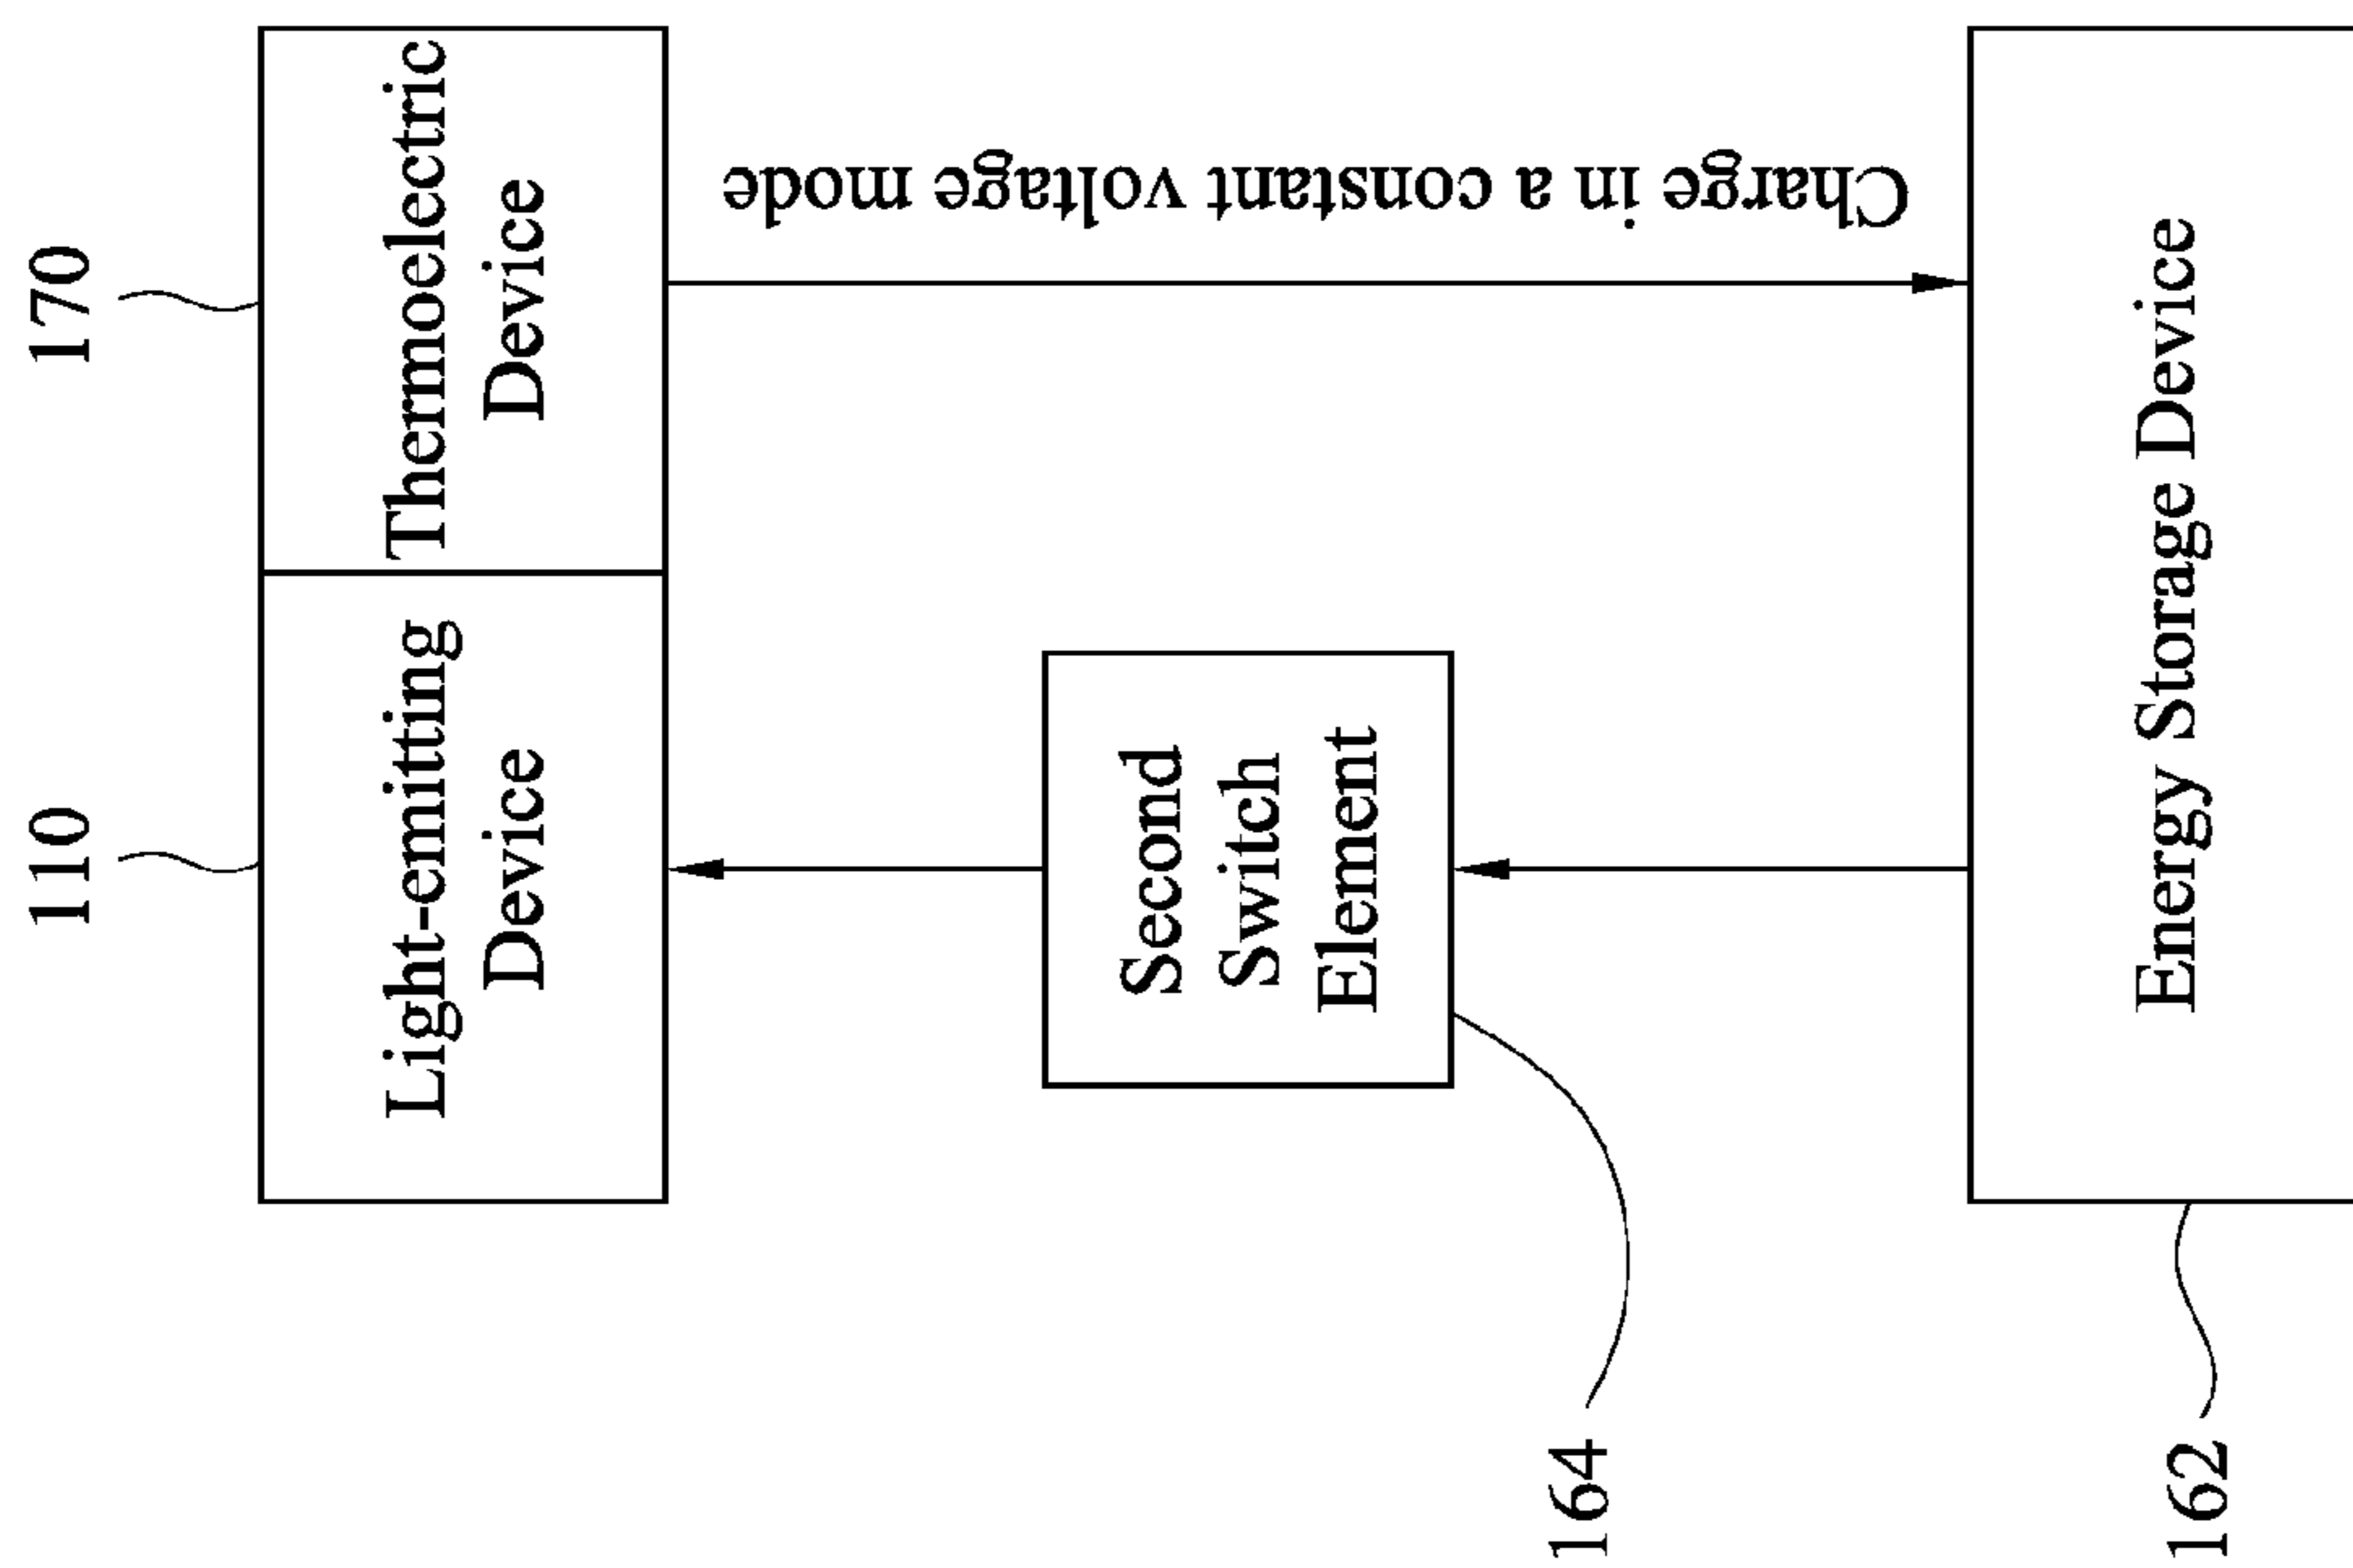 110
170
Light-emitting
Device
Thermoelectric
Device
Charge in a constant voltage mode
Second
Switch
Element
164
Energy Storage Device
162